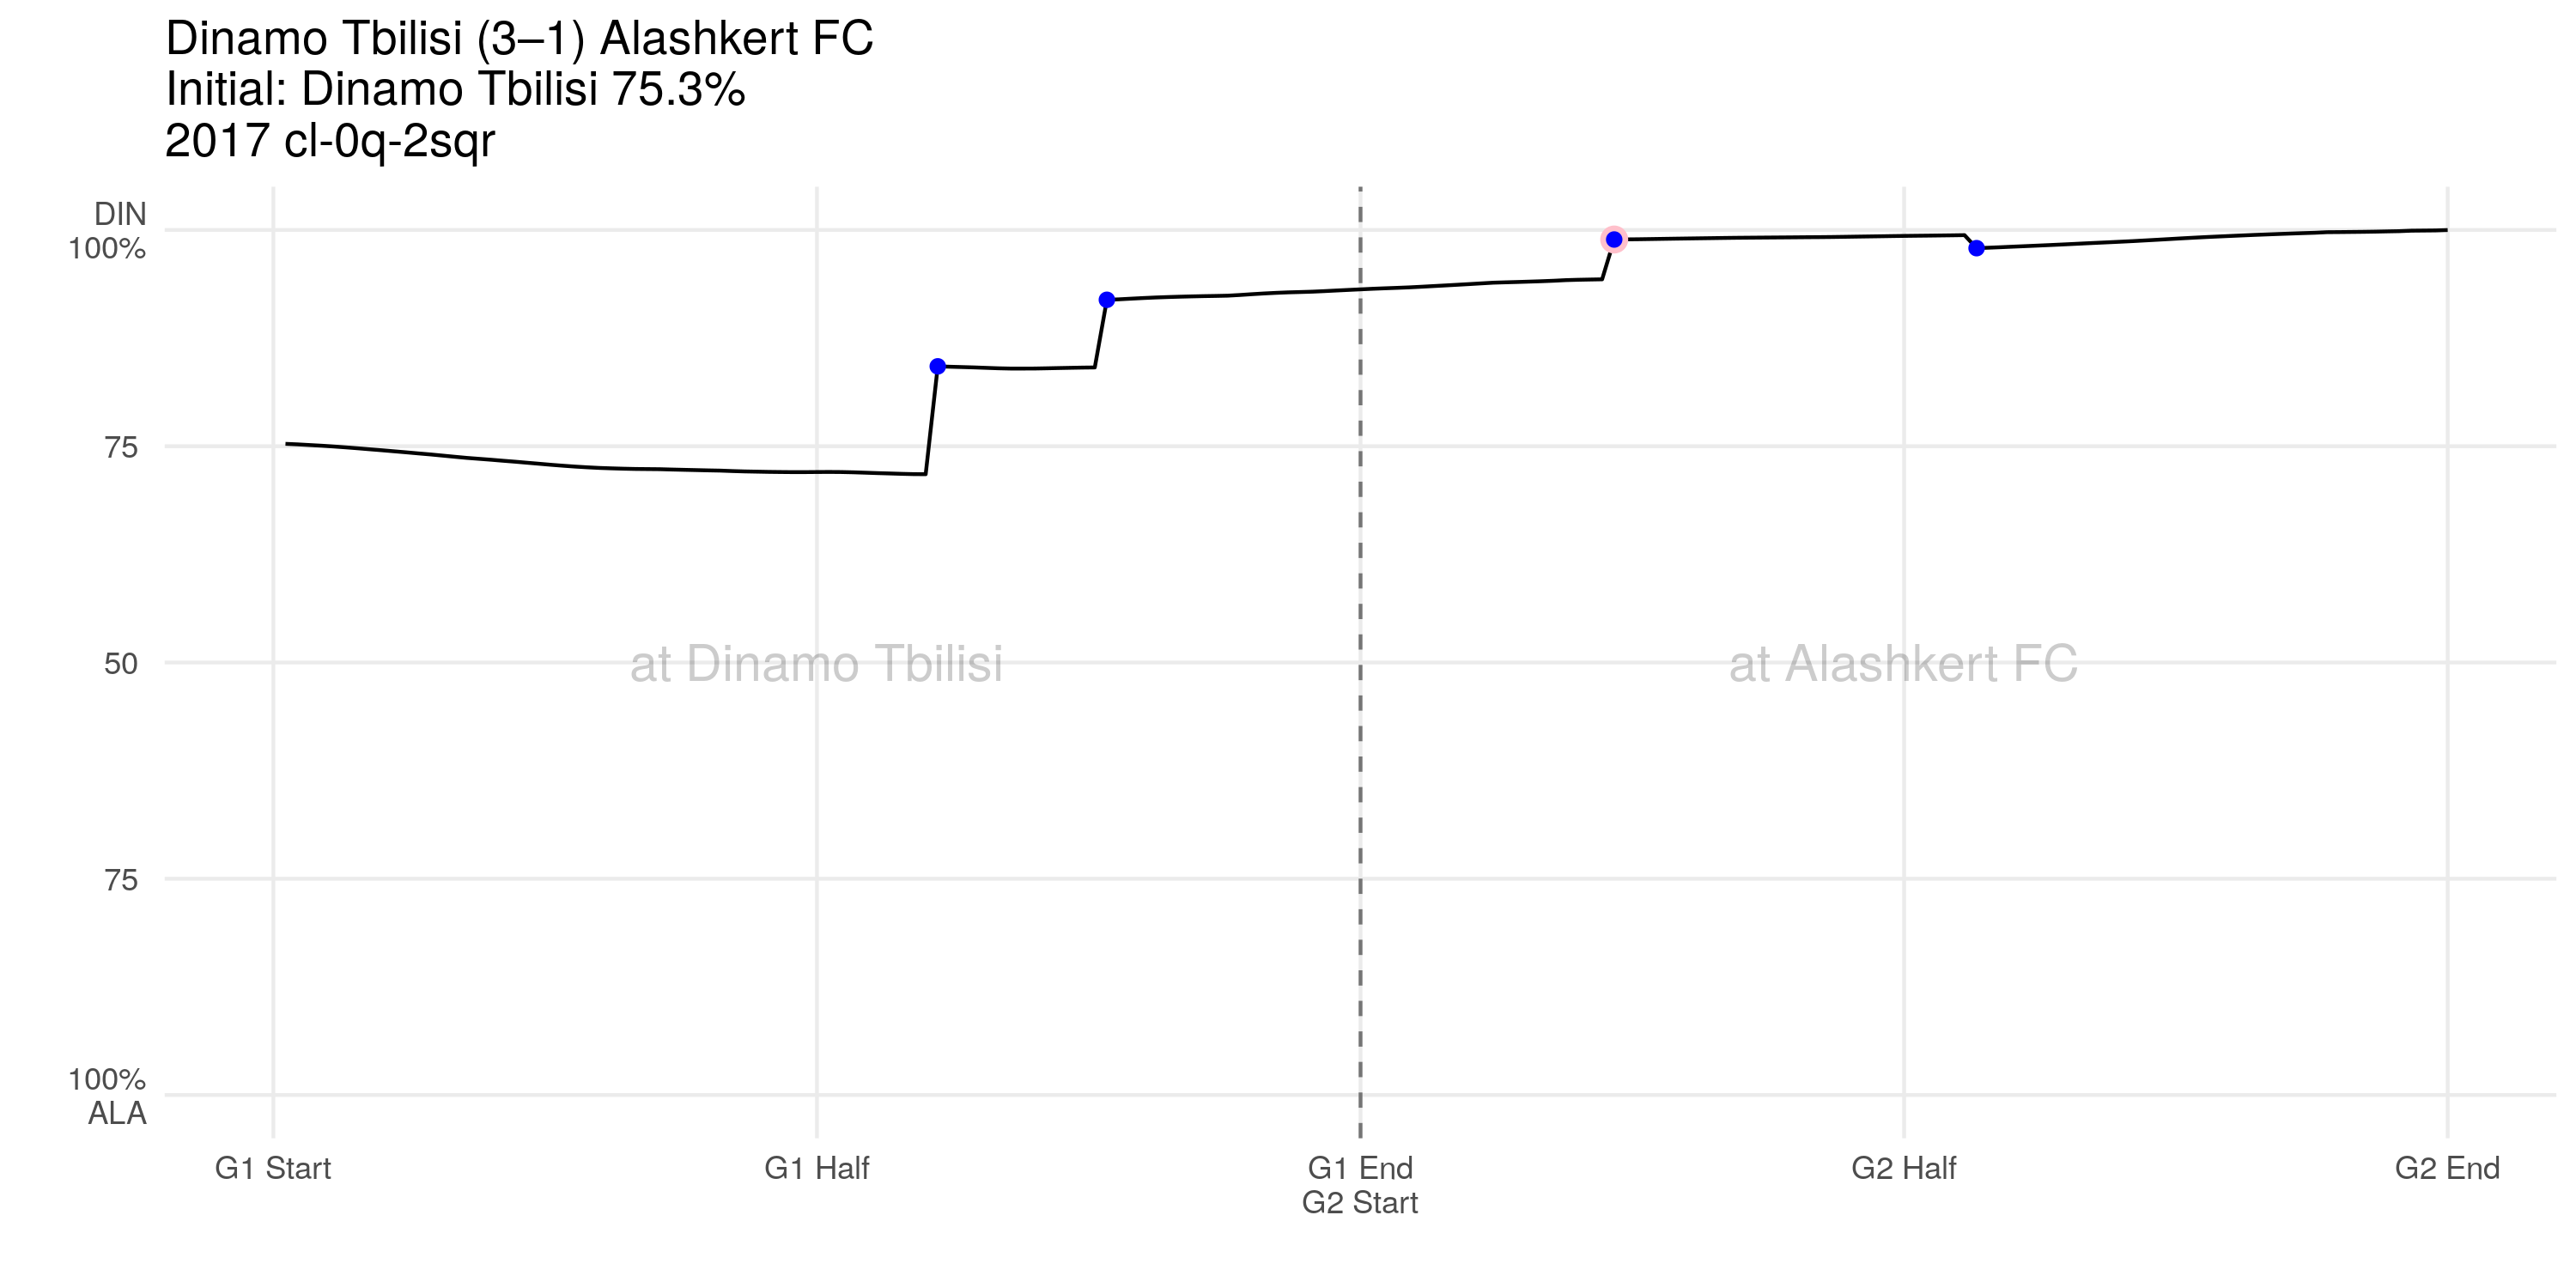 Dinamo Tbilisi (3–1) Alashkert FC
Initial: Dinamo Tbilisi 75.3%
2017 cl-0q-2sqr
DIN
100%
75
50
75
100%
ALA
at Dinamo Tbilisi
at Alashkert FC
G1 Start
G1 Half
G1 End
G2 Start
G2 Half
G2 End